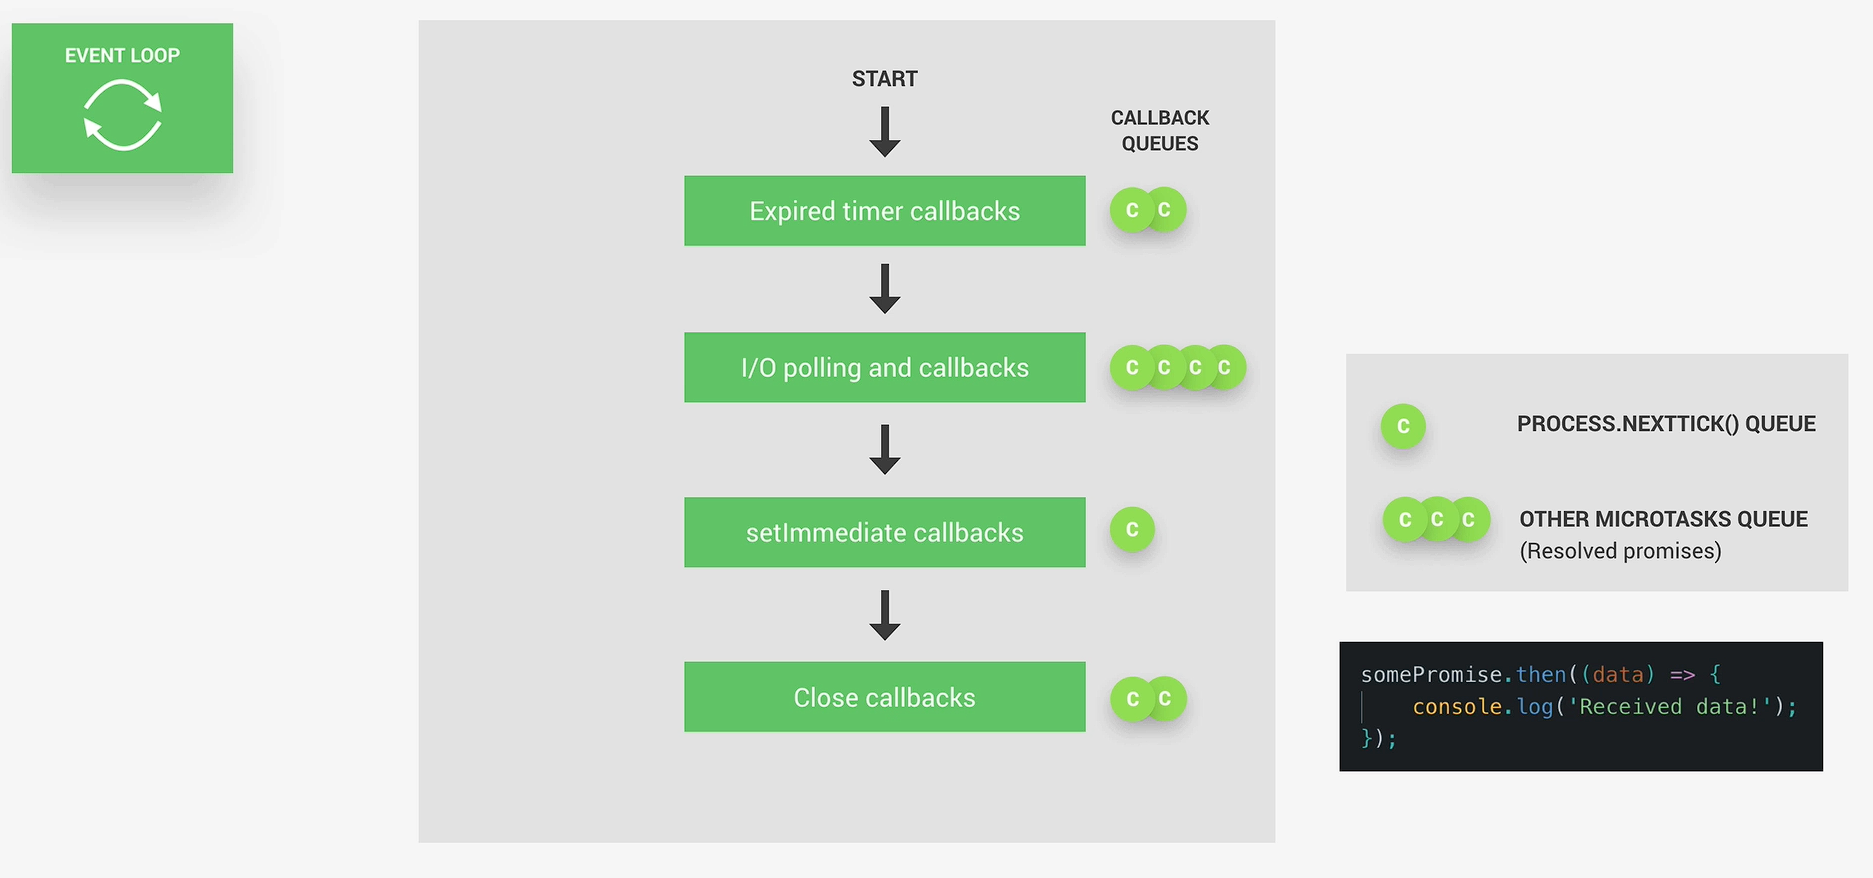 EVENT LOOP
START
CALLBACK
QUEUES
Expired timer callbacks
C C
I/O polling and callbacks
C C C C
setImmediate callbacks
C
Close callbacks
C C
C
PROCESS.NEXTTICK() QUEUE
C C C
OTHER MICROTASKS QUEUE
(Resolved promises)
somePromise.then((data) => {
    console.log('Received data!');
});